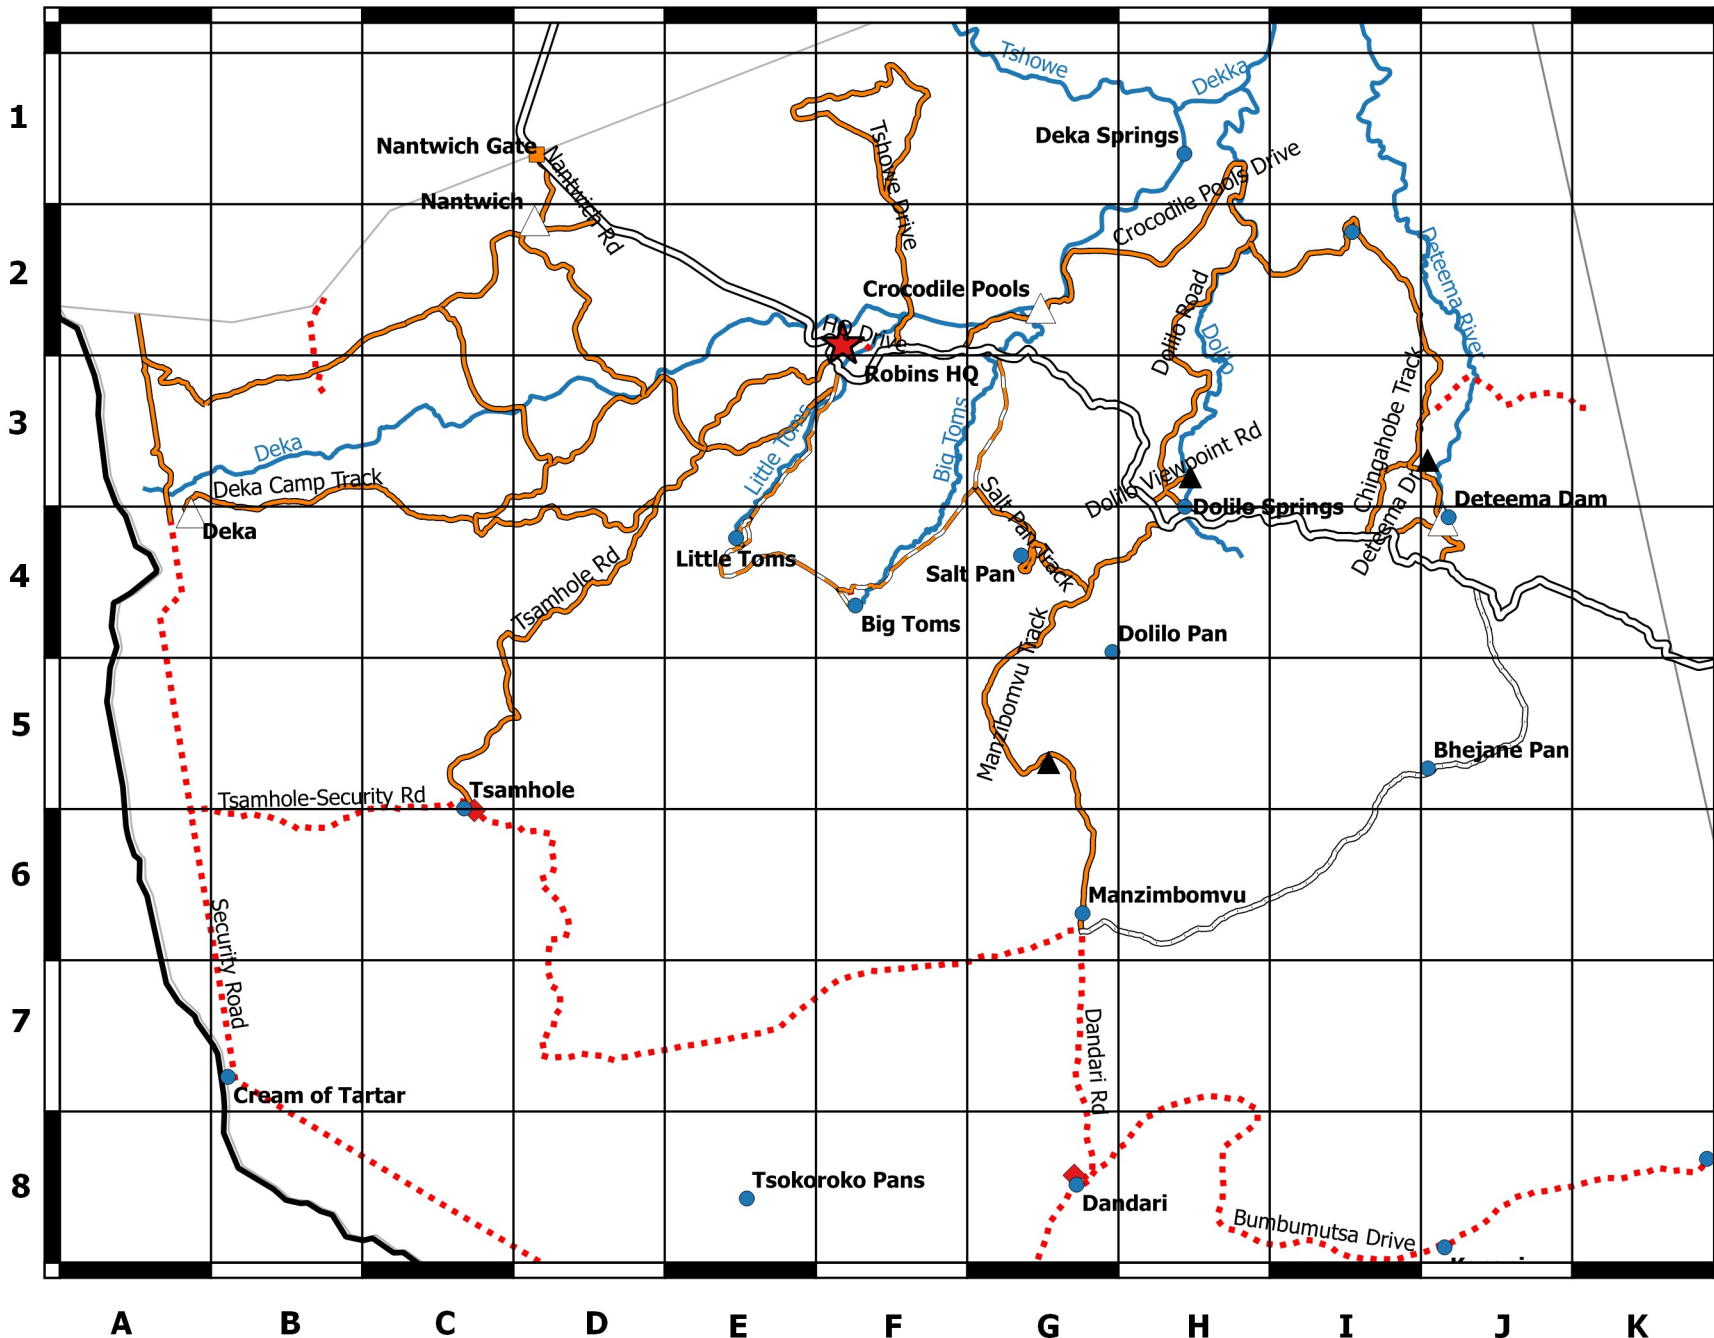 Tshowe
Dekka
1
Deka Springs
Nantwich Gate
Nantwich Rd
Tshowe Drive
Crocodile Pools Drive
Nantwich
2
Deteema River
Crocodile Pools
Dolilo Road
HQ Drive
Dolilo
Robins HQ
Chingahobe Track
3
Deka
Little Toms
Big Toms
Dolilo Viewpoint Rd
Deka Camp Track
Salt Pan Track
Dolilo Springs
Deteema Dam
Deka
Little Toms
Deteema Dr
4
Salt Pan
Tsamhole Rd
Big Toms
Dolilo Pan
Manzibomvu Track
5
Bhejane Pan
Tsamhole
Tsamhole-Security Rd
6
Manzimbomvu
Security Road
7
Dandari Rd
Cream of Tartar
8
Tsokoroko Pans
Dandari
Bumbumutsa Drive
A B C D E F G H I J K